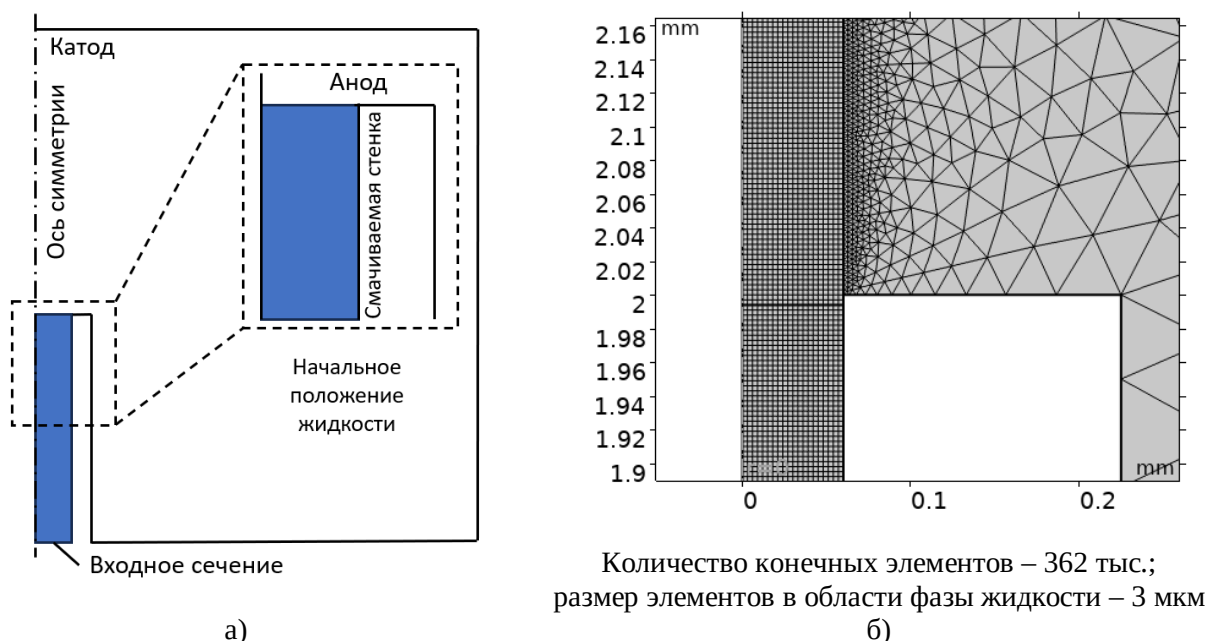 Катод
Ось симметрии
Анод
Смачиваемая стенка
Начальное
положение
жидкости
Входное сечение
а)
mm
2.16
2.14
2.12
2.1
2.08
2.06
2.04
2.02
2
1.98
1.96
1.94
1.92
1.9
mm
0
0.1
0.2
Количество конечных элементов – 362 тыс.;
размер элементов в области фазы жидкости – 3 мкм
б)